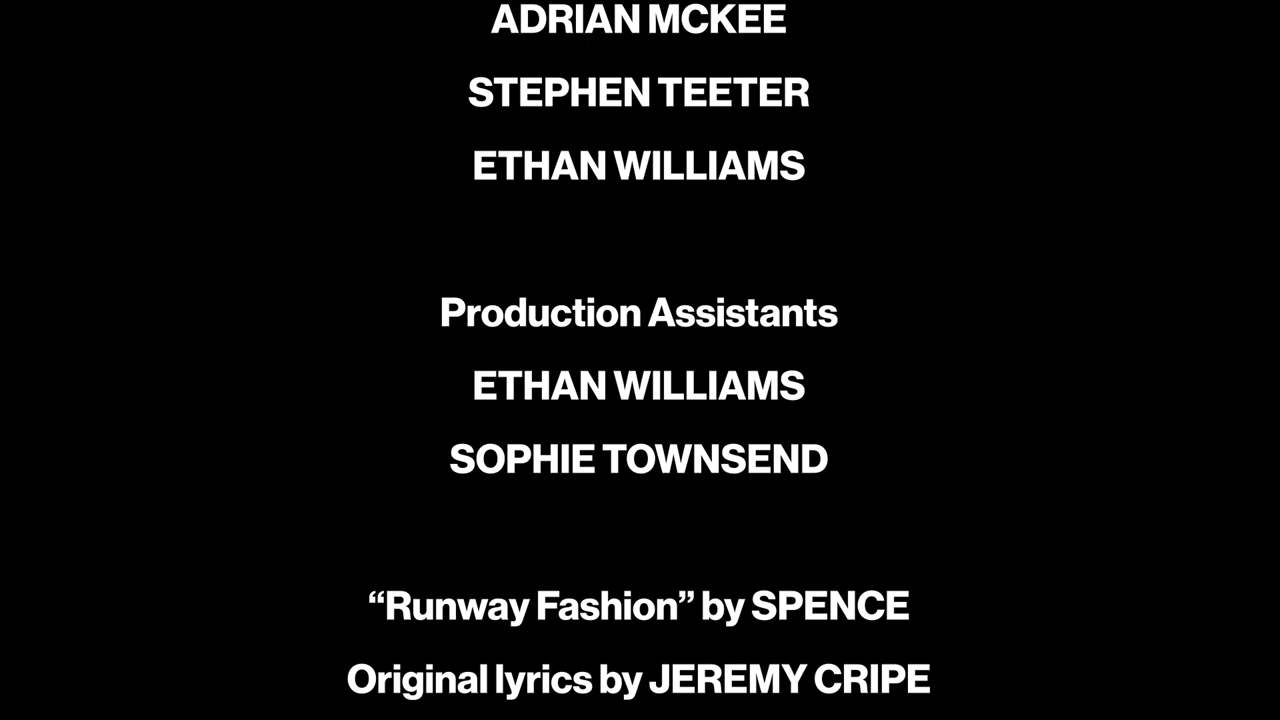 ADRIAN MCKEE
STEPHEN TEETER
ETHAN WILLIAMS
Production Assistants
ETHAN WILLIAMS
SOPHIE TOWNSEND
“Runway Fashion” by SPENCE
Original lyrics by JEREMY CRIPE